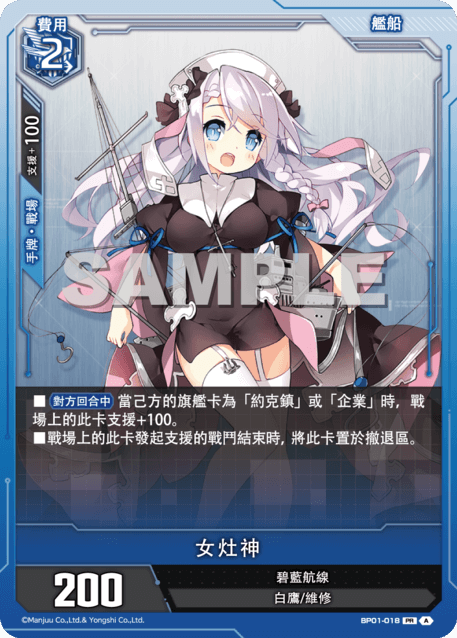 費用
2
艦船
支援+100
手牌·戰場
SAMPLE
■ 對方回合中 當己方的旗艦卡為「約克鎮」或「企業」時，戰
場上的此卡支援+100。
■戰場上的此卡發起支援的戰鬥結束時，將此卡置於撤退區。
女灶神
200
碧藍航線
白鷹/維修
©Manjuu Co.,Ltd.& Yongshi Co.,Ltd.
BP01-018 PR A